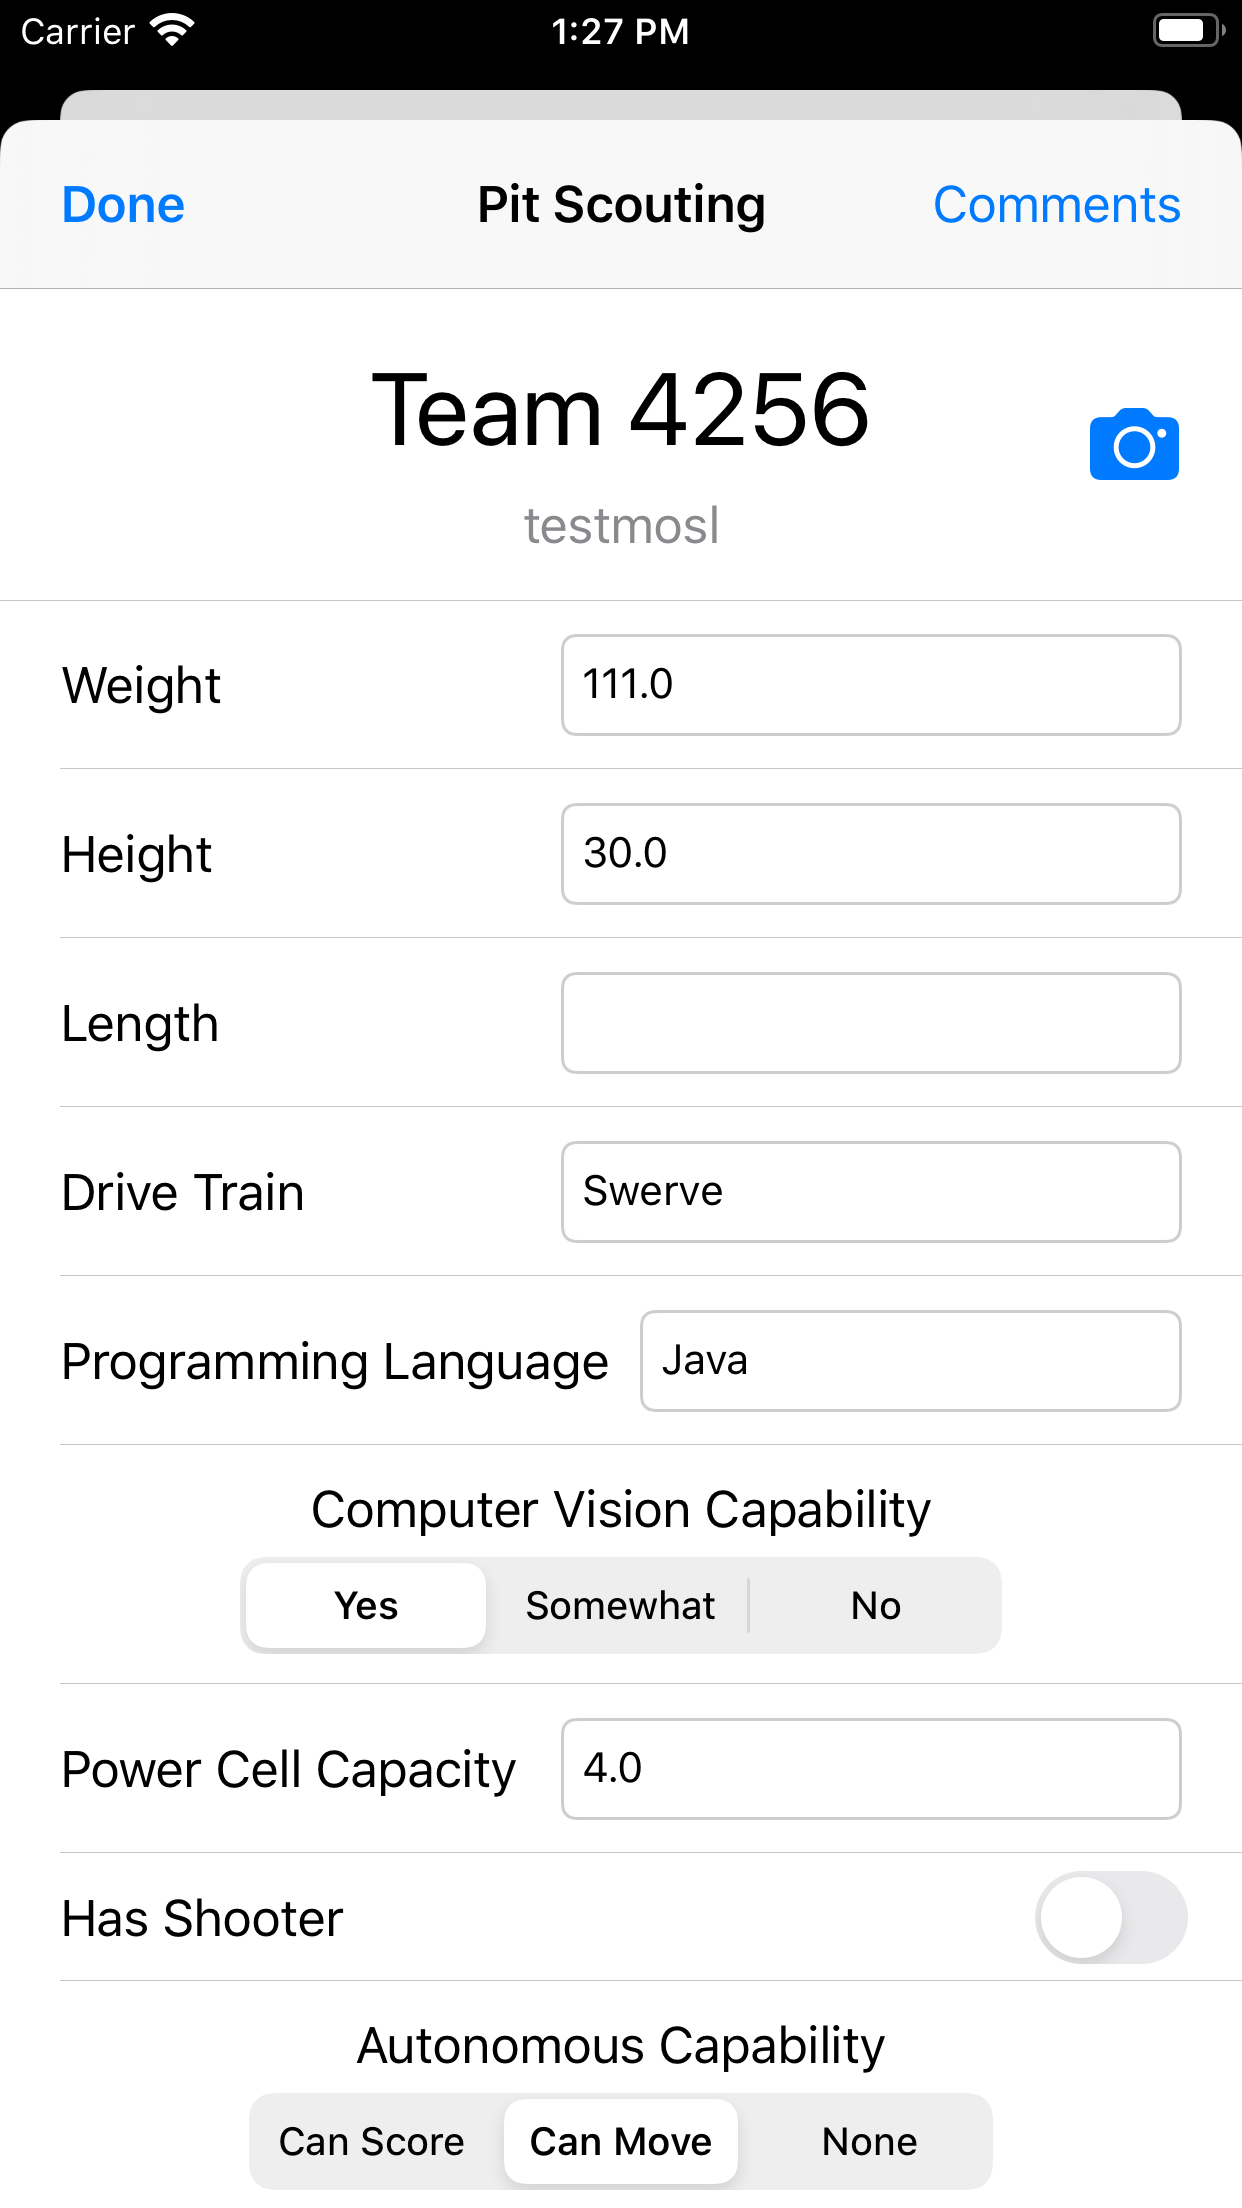 Carrier 1:27 PM
Done Pit Scouting Comments
Team 4256
testmosl
Weight 111.0
Height 30.0
Length
Drive Train Swerve
Programming Language Java
Computer Vision Capability
Yes Somewhat No
Power Cell Capacity 4.0
Has Shooter
Autonomous Capability
Can Score Can Move None